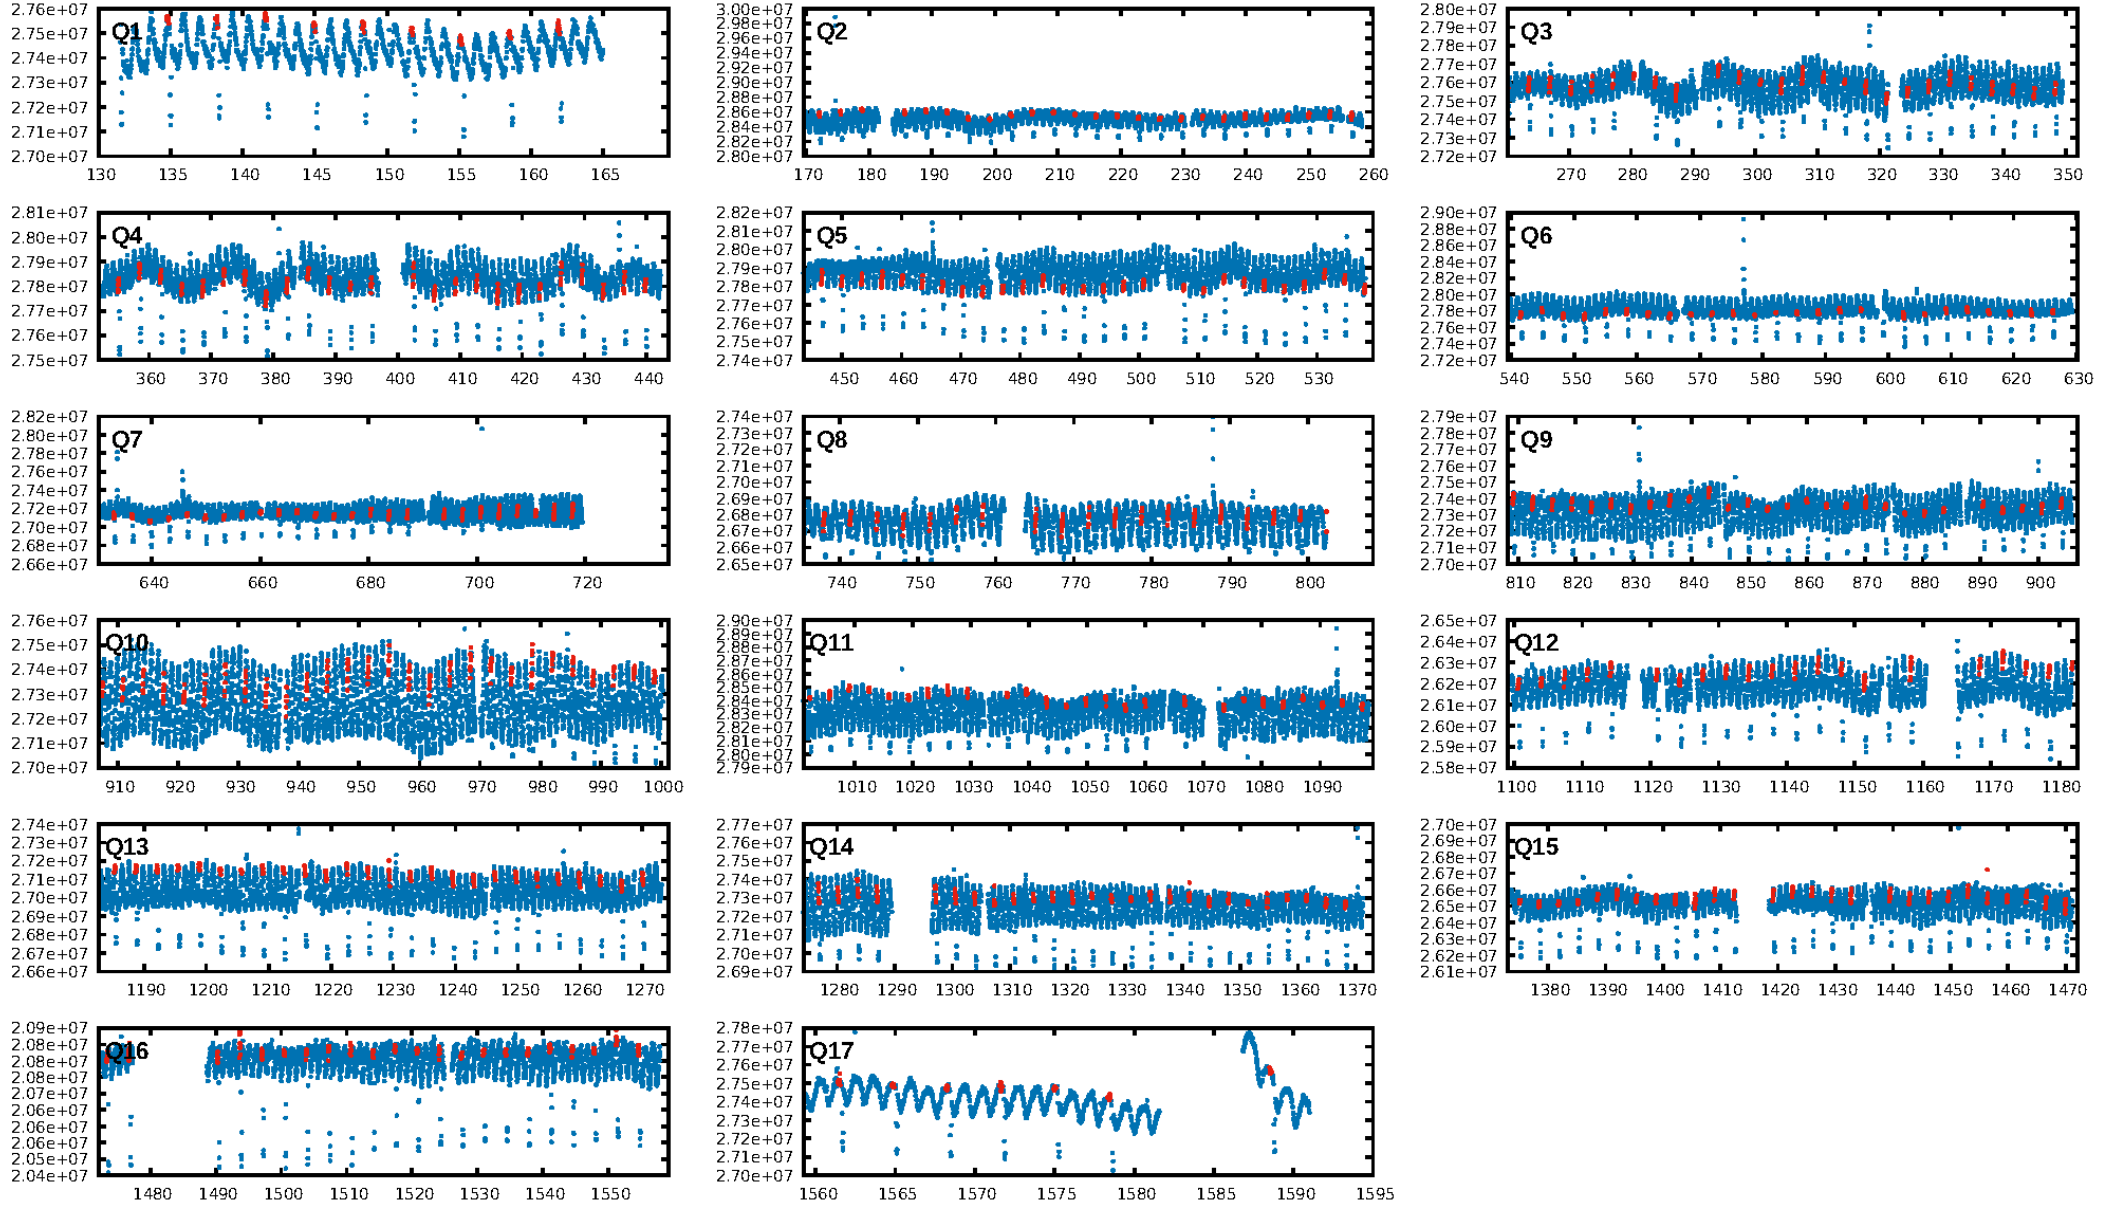 2.76e+07
2.75e+07
2.74e+07
2.73e+07
2.72e+07
2.71e+07
2.70e+07
Q1
130 135 140 145 150 155 160 165
3.00e+07
2.98e+07
2.96e+07
2.94e+07
2.92e+07
2.90e+07
2.88e+07
2.86e+07
2.84e+07
2.82e+07
2.80e+07
Q2
170 180 190 200 210 220 230 240 250 260
2.80e+07
2.79e+07
2.78e+07
2.77e+07
2.76e+07
2.75e+07
2.74e+07
2.73e+07
2.72e+07
Q3
270 280 290 300 310 320 330 340 350
2.81e+07
2.80e+07
2.79e+07
2.78e+07
2.77e+07
2.76e+07
2.75e+07
Q4
360 370 380 390 400 410 420 430 440
2.82e+07
2.81e+07
2.80e+07
2.79e+07
2.78e+07
2.77e+07
2.76e+07
2.75e+07
2.74e+07
Q5
450 460 470 480 490 500 510 520 530
2.90e+07
2.88e+07
2.86e+07
2.84e+07
2.82e+07
2.80e+07
2.78e+07
2.76e+07
2.74e+07
2.72e+07
Q6
540 550 560 570 580 590 600 610 620 630
2.82e+07
2.80e+07
2.78e+07
2.76e+07
2.74e+07
2.72e+07
2.70e+07
2.68e+07
2.66e+07
Q7
640 660 680 700 720
2.74e+07
2.73e+07
2.72e+07
2.71e+07
2.70e+07
2.69e+07
2.68e+07
2.67e+07
2.66e+07
2.65e+07
Q8
740 750 760 770 780 790 800
2.79e+07
2.78e+07
2.77e+07
2.76e+07
2.75e+07
2.74e+07
2.73e+07
2.72e+07
2.71e+07
2.70e+07
Q9
810 820 830 840 850 860 870 880 890 900
2.76e+07
2.75e+07
2.74e+07
2.73e+07
2.72e+07
2.71e+07
2.70e+07
Q10
910 920 930 940 950 960 970 980 990 1000
2.90e+07
2.89e+07
2.88e+07
2.87e+07
2.86e+07
2.85e+07
2.84e+07
2.83e+07
2.82e+07
2.81e+07
2.80e+07
2.79e+07
Q11
1010 1020 1030 1040 1050 1060 1070 1080 1090
2.65e+07
2.64e+07
2.63e+07
2.62e+07
2.61e+07
2.60e+07
2.59e+07
2.58e+07
Q12
1100 1110 1120 1130 1140 1150 1160 1170 1180
2.74e+07
2.73e+07
2.72e+07
2.71e+07
2.70e+07
2.69e+07
2.68e+07
2.67e+07
2.66e+07
Q13
1190 1200 1210 1220 1230 1240 1250 1260 1270
2.77e+07
2.76e+07
2.75e+07
2.74e+07
2.73e+07
2.72e+07
2.71e+07
2.70e+07
2.69e+07
Q14
1280 1290 1300 1310 1320 1330 1340 1350 1360 1370
2.70e+07
2.69e+07
2.68e+07
2.67e+07
2.66e+07
2.65e+07
2.64e+07
2.63e+07
2.62e+07
2.61e+07
Q15
1380 1390 1400 1410 1420 1430 1440 1450 1460 1470
2.09e+07
2.08e+07
2.08e+07
2.08e+07
2.07e+07
2.06e+07
2.06e+07
2.06e+07
2.05e+07
2.04e+07
Q16
1480 1490 1500 1510 1520 1530 1540 1550
2.78e+07
2.77e+07
2.76e+07
2.75e+07
2.74e+07
2.73e+07
2.72e+07
2.71e+07
2.70e+07
Q17
1560 1565 1570 1575 1580 1585 1590 1595